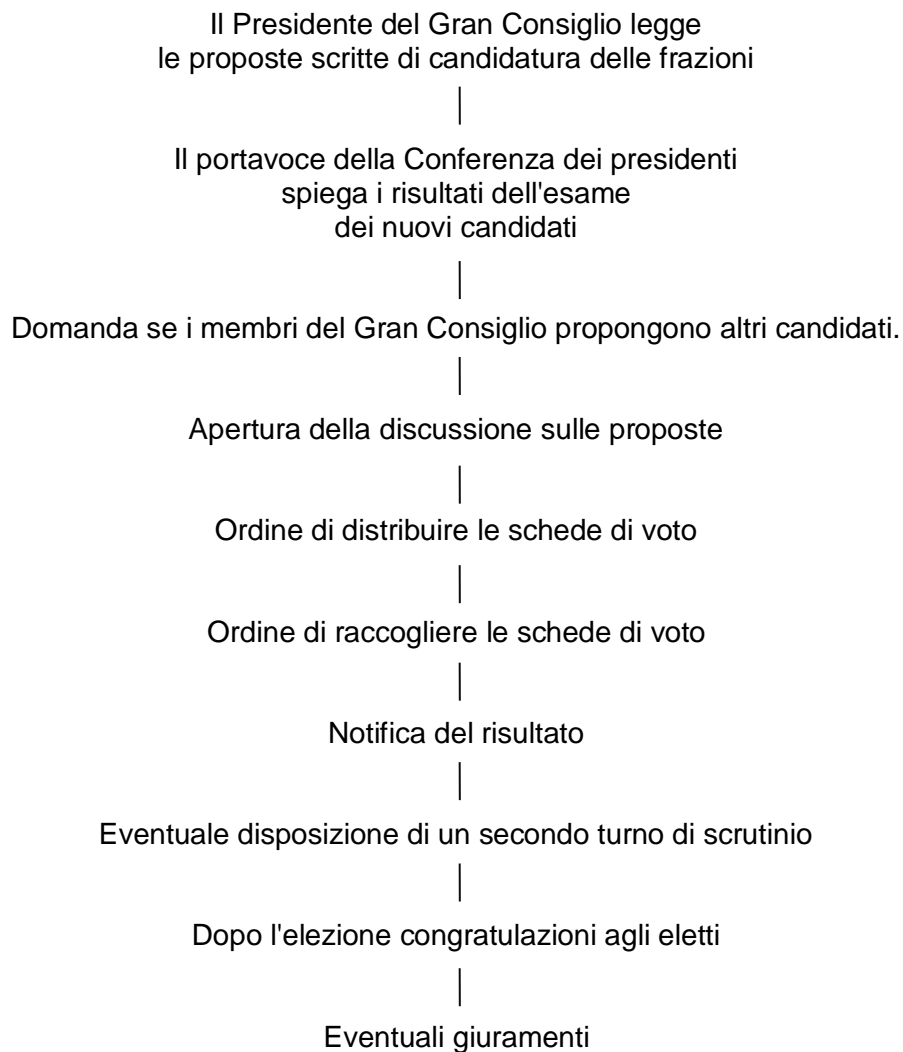 Il Presidente del Gran Consiglio legge
le proposte scritte di candidatura delle frazioni
Il portavoce della Conferenza dei presidenti
spiega i risultati dell'esame
dei nuovi candidati
Domanda se i membri del Gran Consiglio propongono altri candidati.
Apertura della discussione sulle proposte
Ordine di distribuire le schede di voto
Ordine di raccogliere le schede di voto
Notifica del risultato
Eventuale disposizione di un secondo turno di scrutinio
Dopo l'elezione congratulazioni agli eletti
Eventuali giuramenti